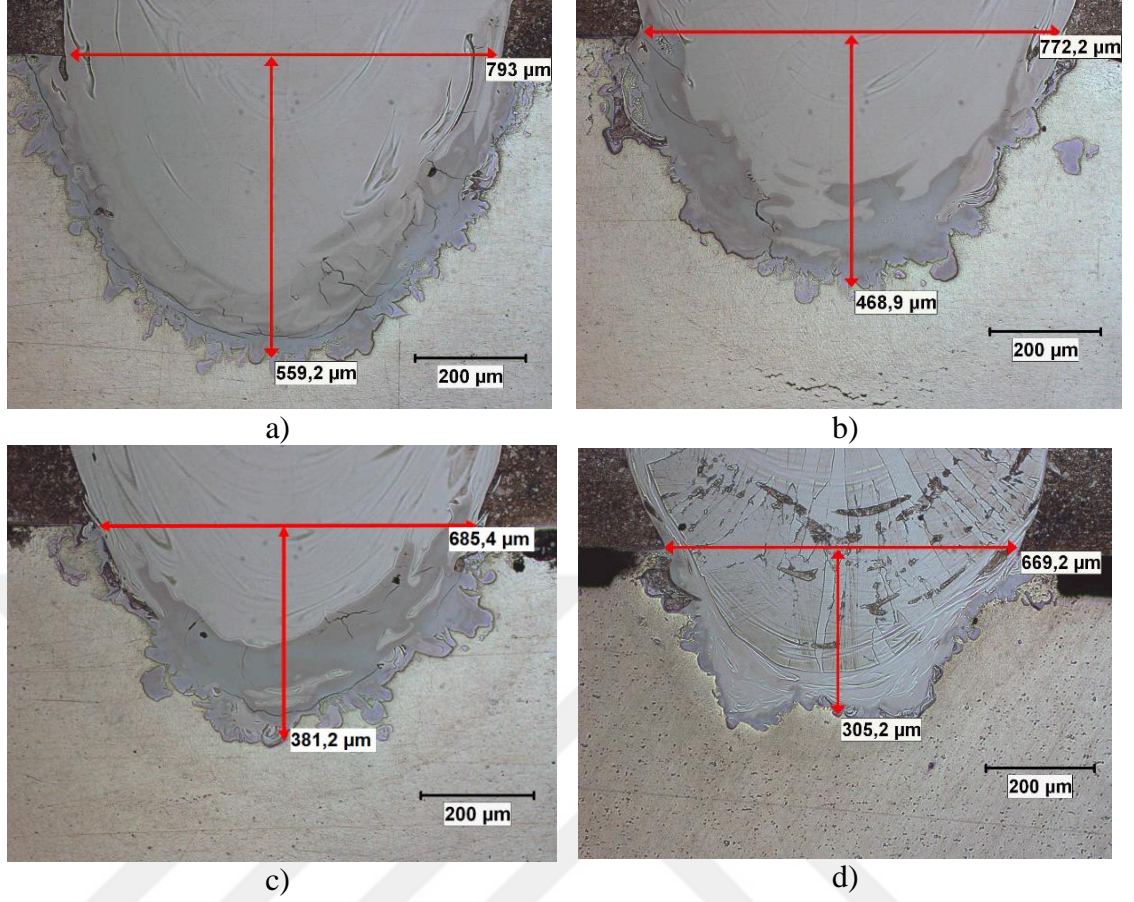 793 µm
559,2 µm
200 µm
a)
772,2 µm
468,9 µm
200 µm
b)
685,4 µm
381,2 µm
200 µm
c)
669,2 µm
305,2 µm
200 µm
d)